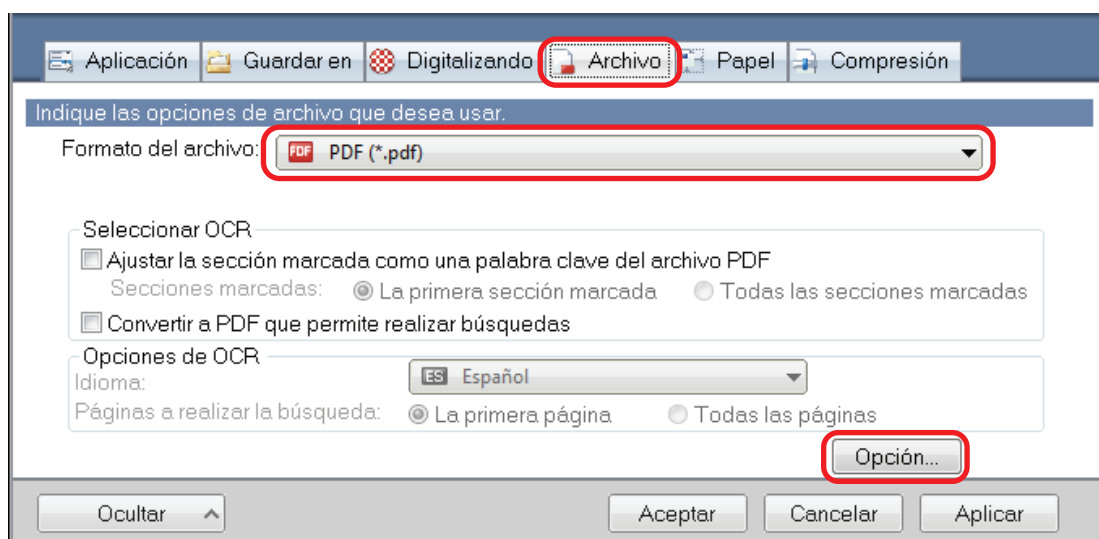 Aplicación Guardar en Digitalizando Archivo Papel Compresión
Indique las opciones de archivo que desea usar.
Formato del archivo: PDF PDF (*.pdf)
Seleccionar OCR
Ajustar la sección marcada como una palabra clave del archivo PDF
Secciones marcadas: La primera sección marcada Todas las secciones marcadas
Convertir a PDF que permite realizar búsquedas
Opciones de OCR
Idioma: ES Español
Páginas a realizar la búsqueda: La primera página Todas las páginas
Opción...
Ocultar Aceptar Cancelar Aplicar